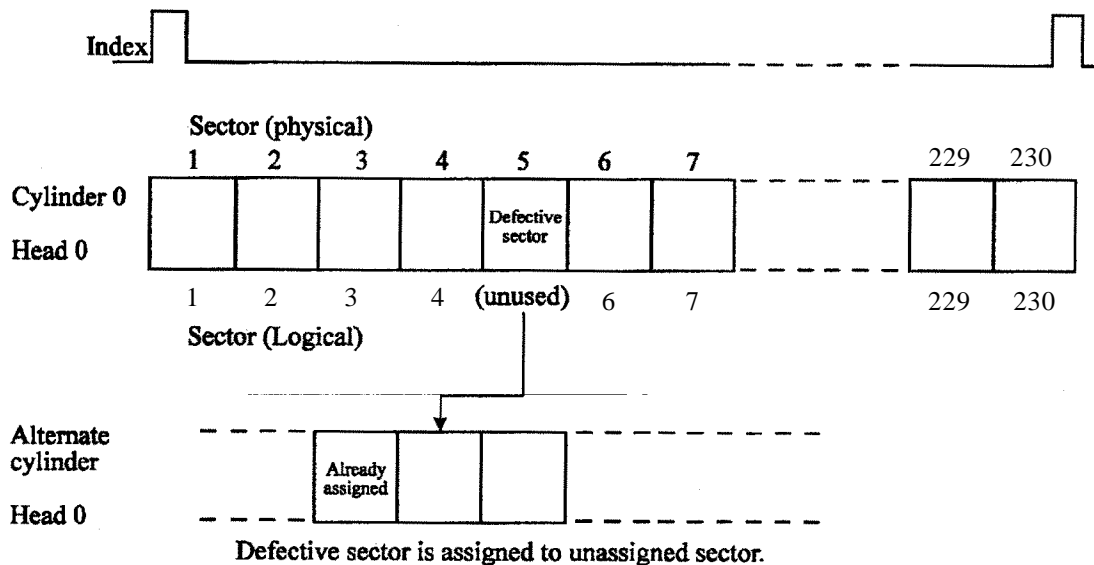 Index
Sector (physical)
1 2 3 4 5 6 7 229 230
Cylinder 0
Head 0
Defective
sector
1 2 3 4 (unused) 6 7 229 230
Sector (Logical)
Alternate
cylinder
Head 0
Already
assigned
Defective sector is assigned to unassigned sector.